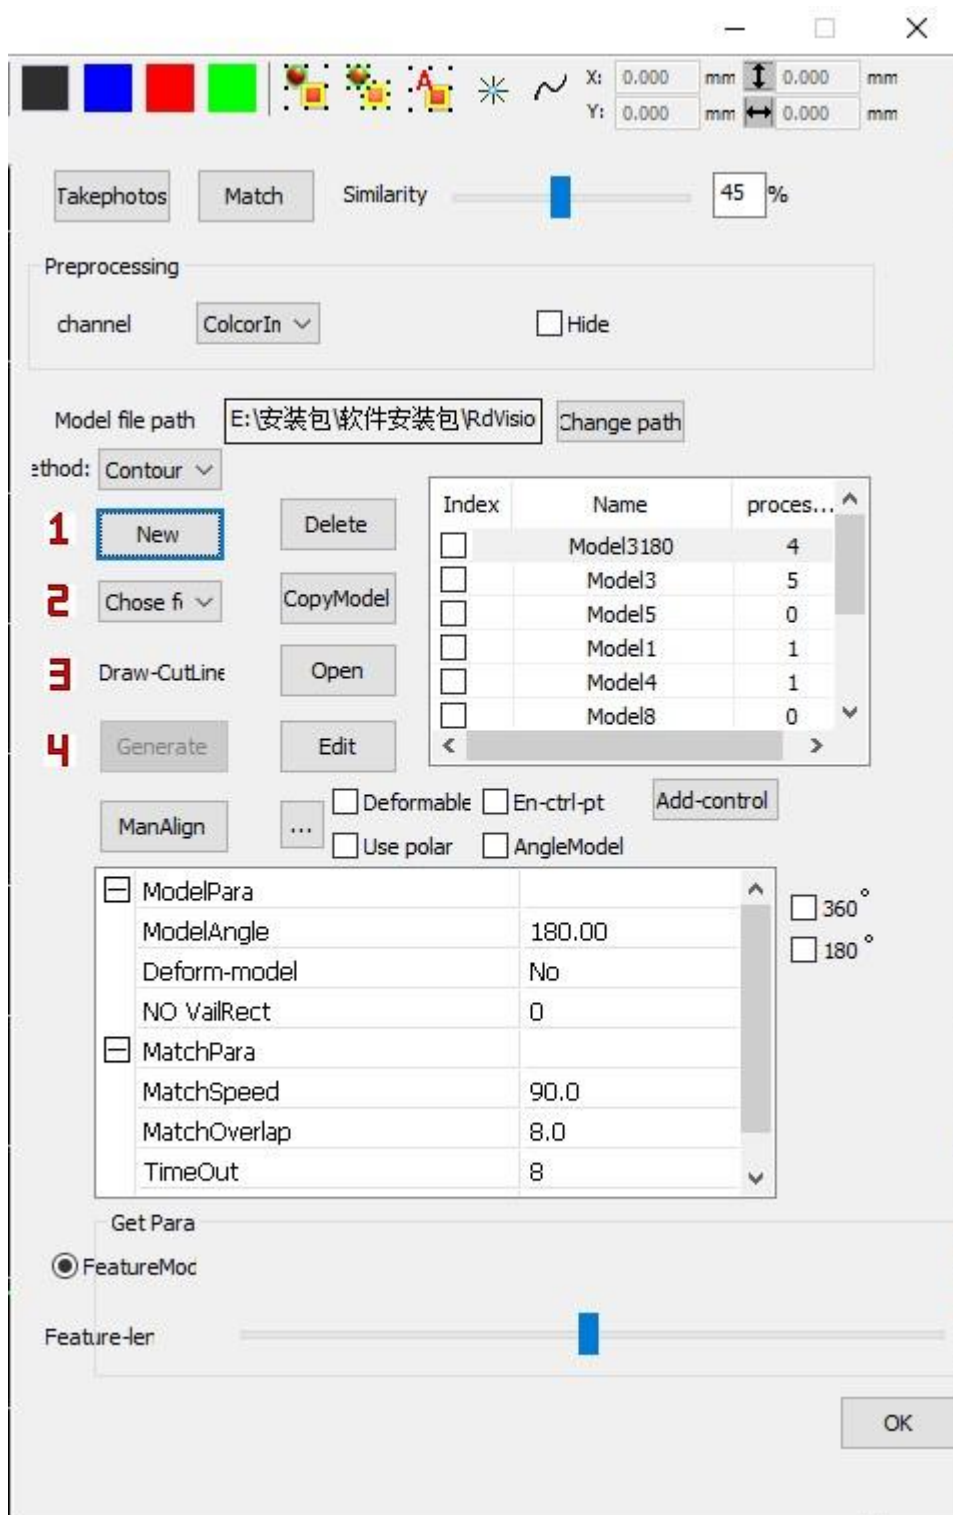 X: 0.000 mm 0.000 mm
Y: 0.000 mm 0.000 mm
Takephotos Match Similarity 45 %
Preprocessing
channel ColcorIn Hide
Model file path E:\安装包\软件安装包\RdVisio Change path
ethod: Contour
Index Name proces...
1 New Delete
Model3180 4
2 Chose fi CopyModel
Model3 5
Model5 0
3 Draw-CutLine Open
Model1 1
Model4 1
Model8 0
4 Generate Edit
ManAlign ... Deformable En-ctrl-pt Add-control
Use polar AngleModel
ModelPara
360°
ModelAngle 180.00
180°
Deform-model No
NO VailRect 0
MatchPara
MatchSpeed 90.0
MatchOverlap 8.0
TimeOut 8
Get Para
FeatureMod
Feature-ler
OK